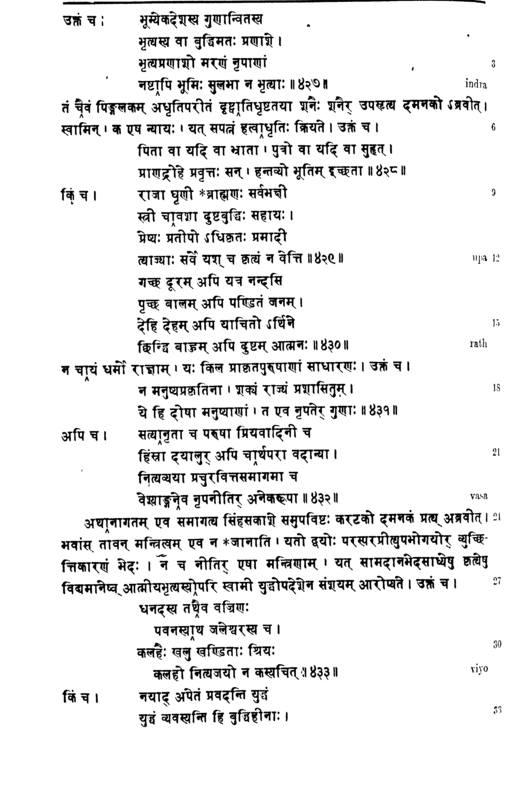 उक्तं च । भूम्येकदेशस्य गुणान्वितस्य
भृत्यस्य वा बुद्धिमतः प्रणाशे ।
भृत्यप्रणाशो मरणं नृपाणां 3
नष्टापि भूमिः सुलभा न भृत्याः ॥४२७॥ indra
तं चैवं पिङ्गलकम् अधृतिपरीतं वृहाधृष्टतया शनैः शनैर् उपसृत्य दमनको ऽब्रवीत् ।
स्वामिन् । क एष न्यायः । यत् सपत्नं हत्वाधृतिः क्रियते । उक्तं च । 6
पिता वा यदि वा भ्राता । पुत्रो वा यदि वा सुहृत् ।
प्राणद्रोहे प्रवृत्तः सन् । हन्तव्यो भूतिम् इच्छता ॥४२८॥
किं च । राजा घृणी *ब्राह्मणः सर्वभक्षी 9
स्त्री चावशा दुष्टबुद्धिः सहायः ।
प्रेष्यः प्रतीपो ऽधिकृतः प्रमादी
त्याज्याः सर्वे यश् च कृत्यं न वेत्ति ॥४२९॥ upa 12
गच्छ दूरम् अपि यत्र नन्दसि
पृच्छ बालम् अपि पण्डितं जनम् ।
देहि देहम् अपि याचितो ऽर्थिने 15
छिन्द्धि बाहुम् अपि दुष्टम् आत्मनः ॥४३०॥ rath
न चायं धर्मो राज्ञाम् । यः किल प्राकृतपुरुषाणां साधारणः । उक्तं च ।
न मनुष्यप्रकृतिना । शक्यं राज्यं प्रशासितुम् । 18
ये हि दोषा मनुष्याणां । त एव नृपतेर् गुणाः ॥४३१॥
अपि च । सत्यानृता च परुषा प्रियवादिनी च
हिंस्रा दयालुर् अपि चार्थपरा वदान्या । 21
नित्यव्यया प्रचुरवित्तसमागमा च
वेश्याङ्गनेव नृपनीतिर् अनेकरूपा ॥४३२॥ vasa
अथानागतम् एव समागत्य सिंहसकाशे समुपविष्टः करटको दमनकं प्रत्य् अब्रवीत् । 24
भवांस् तावन् मन्त्रित्वम् एव न *जानाति । यतो द्वयोः परस्परप्रीत्युपभोगयोर् व्युच्छि-
त्तिकारणं भेदः । न च नीतिर् एषा मन्त्रिणाम् । यत् सामदानभेदसाध्येषु कृत्येषु
विद्यमानेष्व् आत्मीयभृत्यस्योपरि स्वामी युद्धोपदेशेन संशयम् आरोप्यते । उक्तं च । 27
धनदस्य तथैव वज्रिणः
पवनस्याथ जलेश्वरस्य च ।
कलहैः खलु खण्डिताः श्रियः 30
कलहो नित्यजयो न कस्यचित् ॥४३३॥ viyo
किं च । नयाद् अपेतं प्रवदन्ति युद्धं
युद्धं व्यवस्यन्ति हि बुद्धिहीनाः । 33